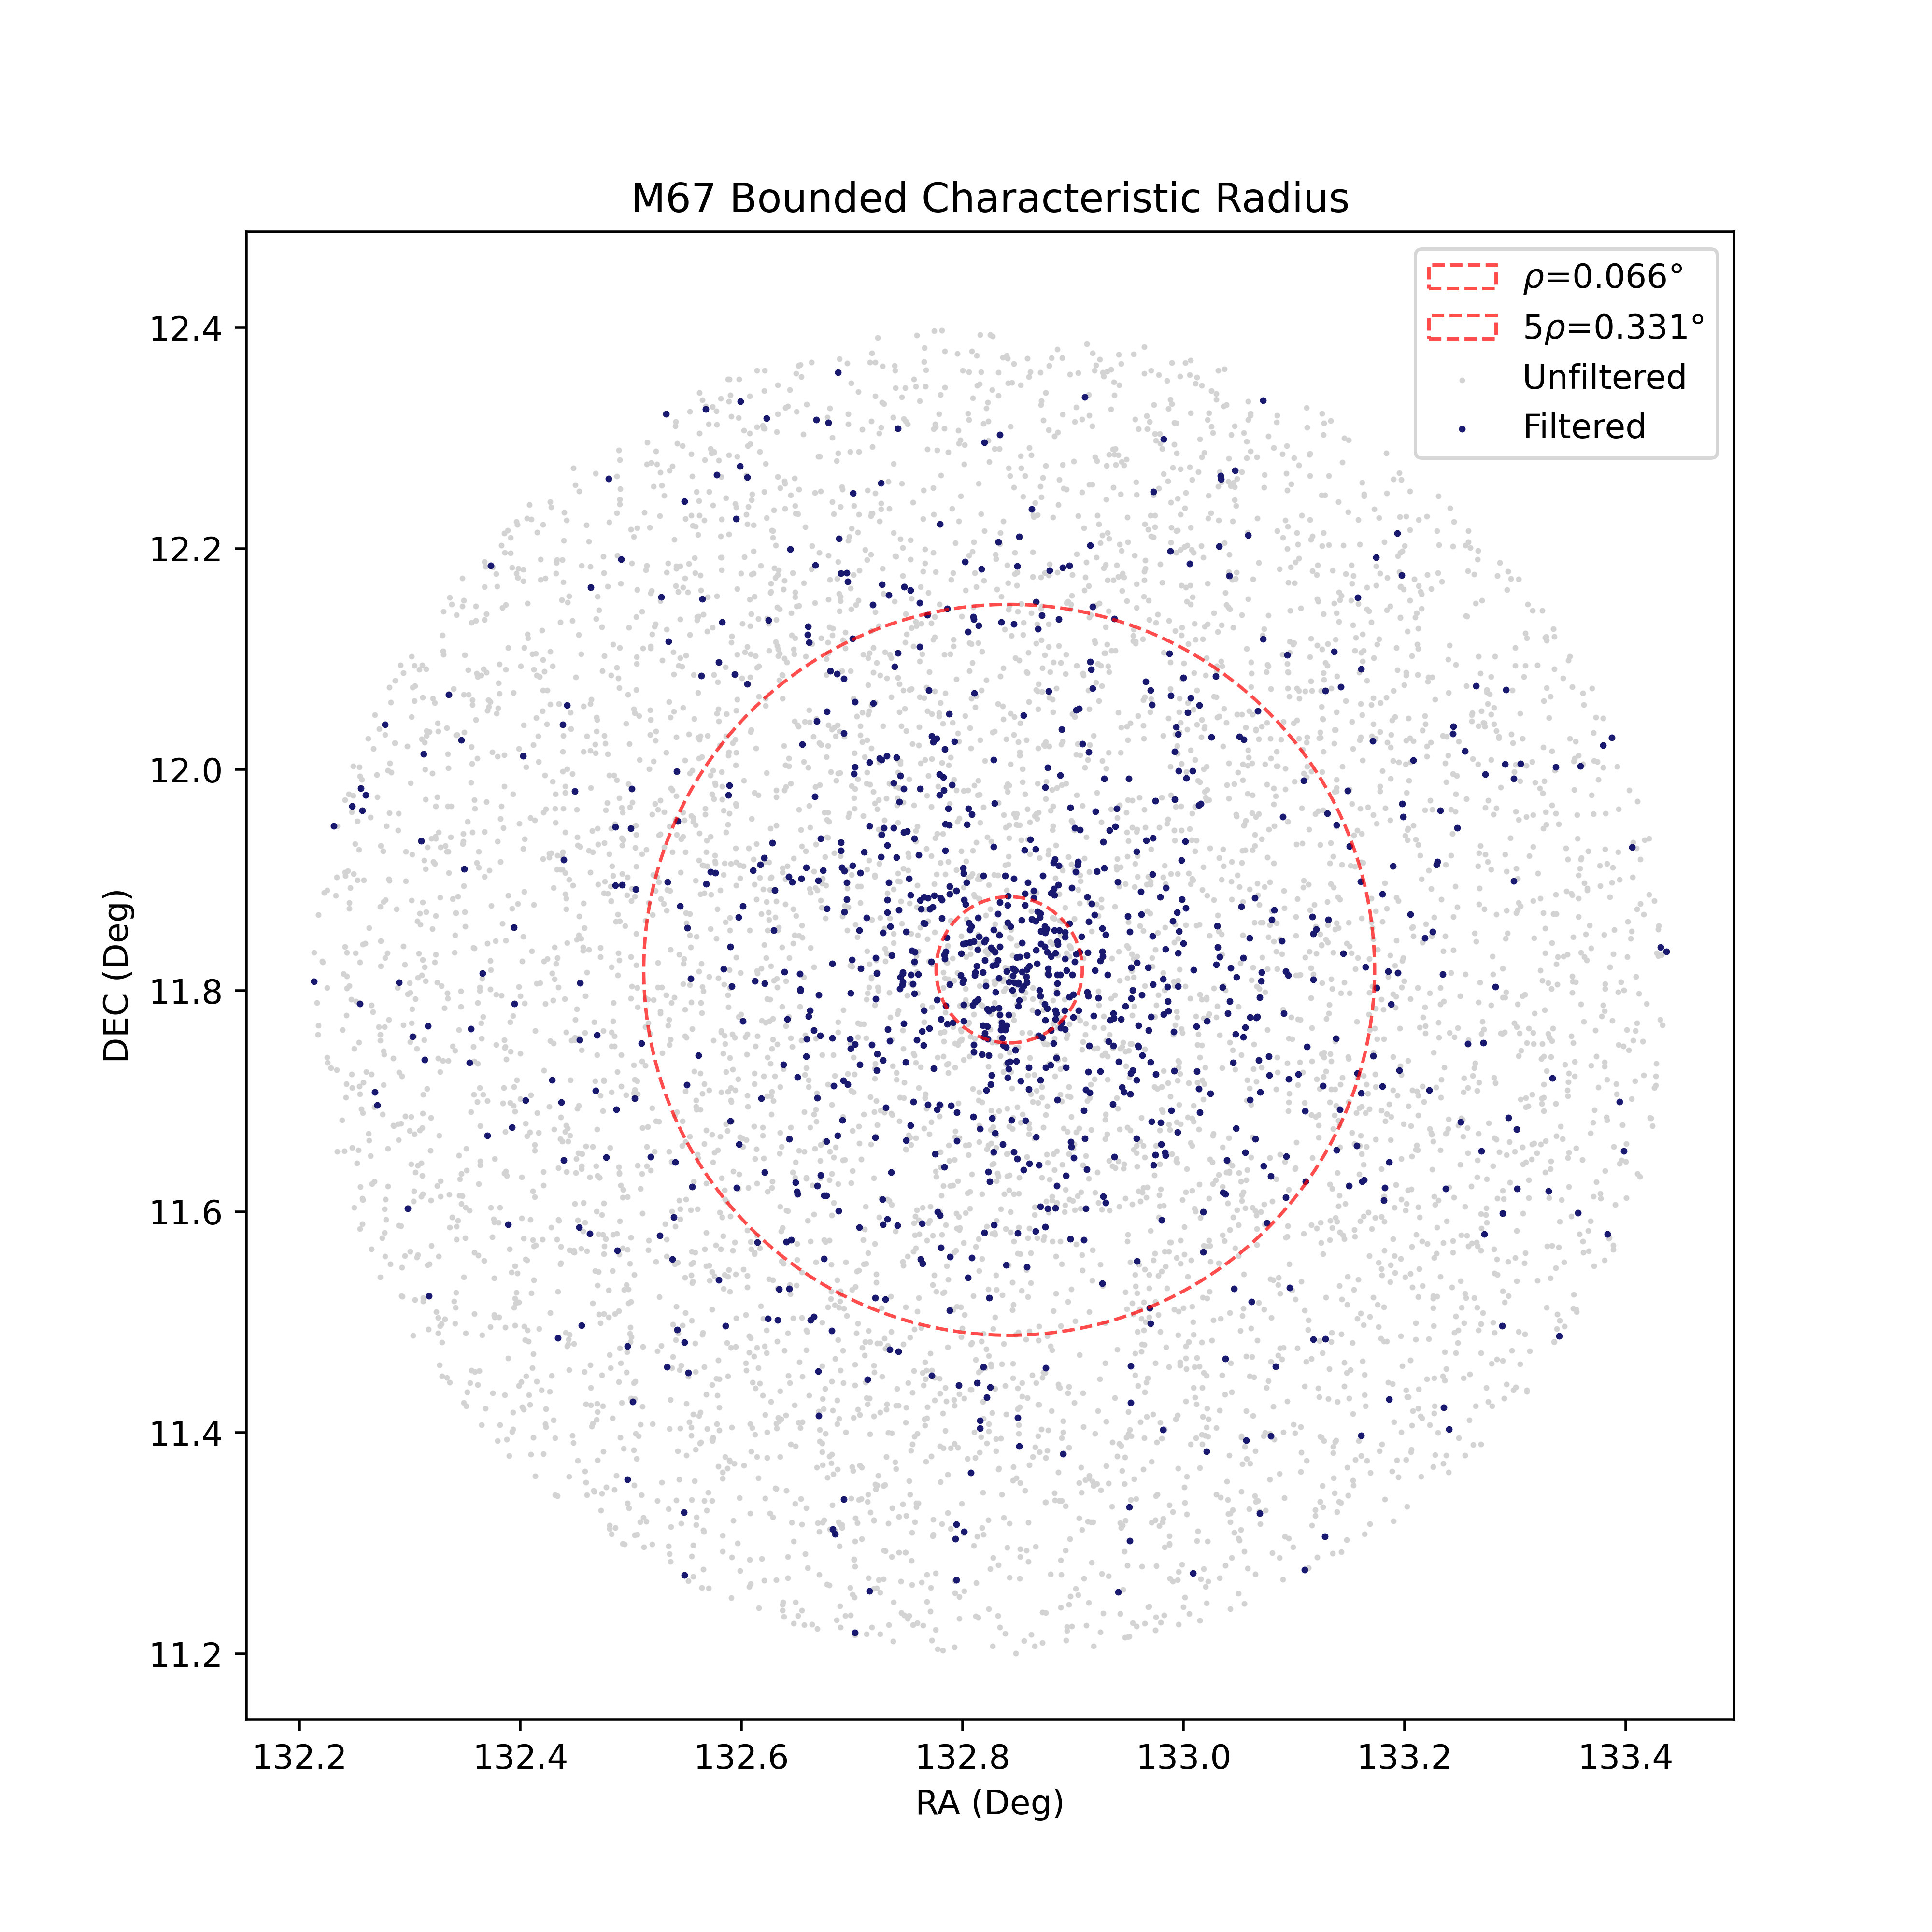 M67 Bounded Characteristic Radius
ρ=0.066°
5ρ=0.331°
Unfiltered
Filtered
12.4
12.2
12.0
11.8
11.6
11.4
11.2
DEC (Deg)
132.2 132.4 132.6 132.8 133.0 133.2 133.4
RA (Deg)